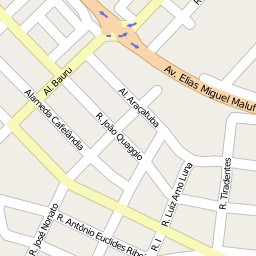 Av. Elias Miguel Maluf
Al. Bauru
Al. Araçatuba
Alameda Cafelândia
R. João Quaggio
R. Luiz Amo Luna
R. Tiradentes
R. José Nonato
R. Antônio Euclides Ribei
R. J